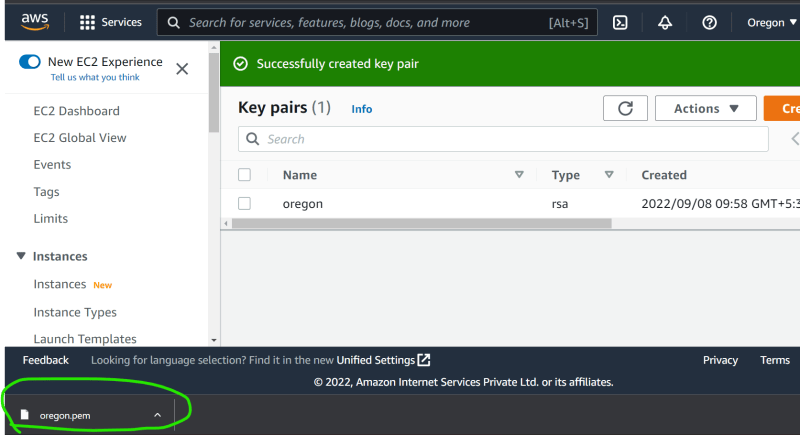 aws Services Search for services, features, blogs, docs, and more [Alt+S] Oregon
New EC2 Experience
Tell us what you think
EC2 Dashboard
EC2 Global View
Events
Tags
Limits
Instances
Instances New
Instance Types
Launch Templates
Successfully created key pair
Key pairs (1) Info Actions Cre
Search
Name Type Created
oregon rsa 2022/09/08 09:58 GMT+5:3
Feedback Looking for language selection? Find it in the new Unified Settings Privacy Terms
© 2022, Amazon Internet Services Private Ltd. or its affiliates.
oregon.pem